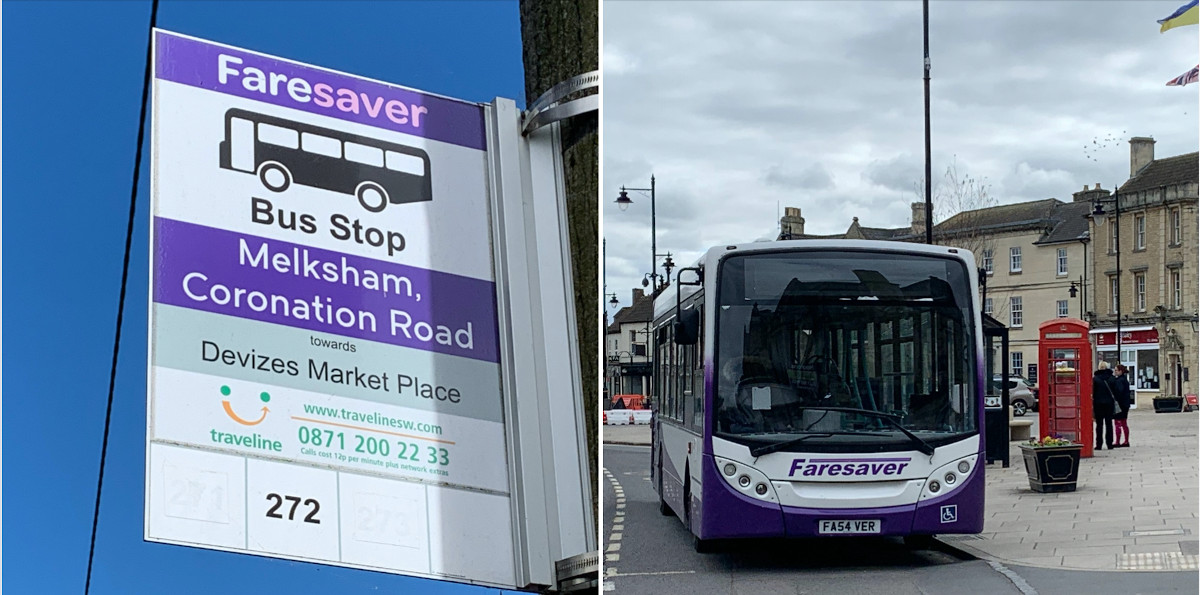 Faresaver
Bus Stop
Melksham,
Coronation Road
towards
Devizes Market Place
traveline
www.travelinesw.com
0871 200 22 33
Calls cost 12p per minute plus network extras
271
272
273
Faresaver
FA54 VER